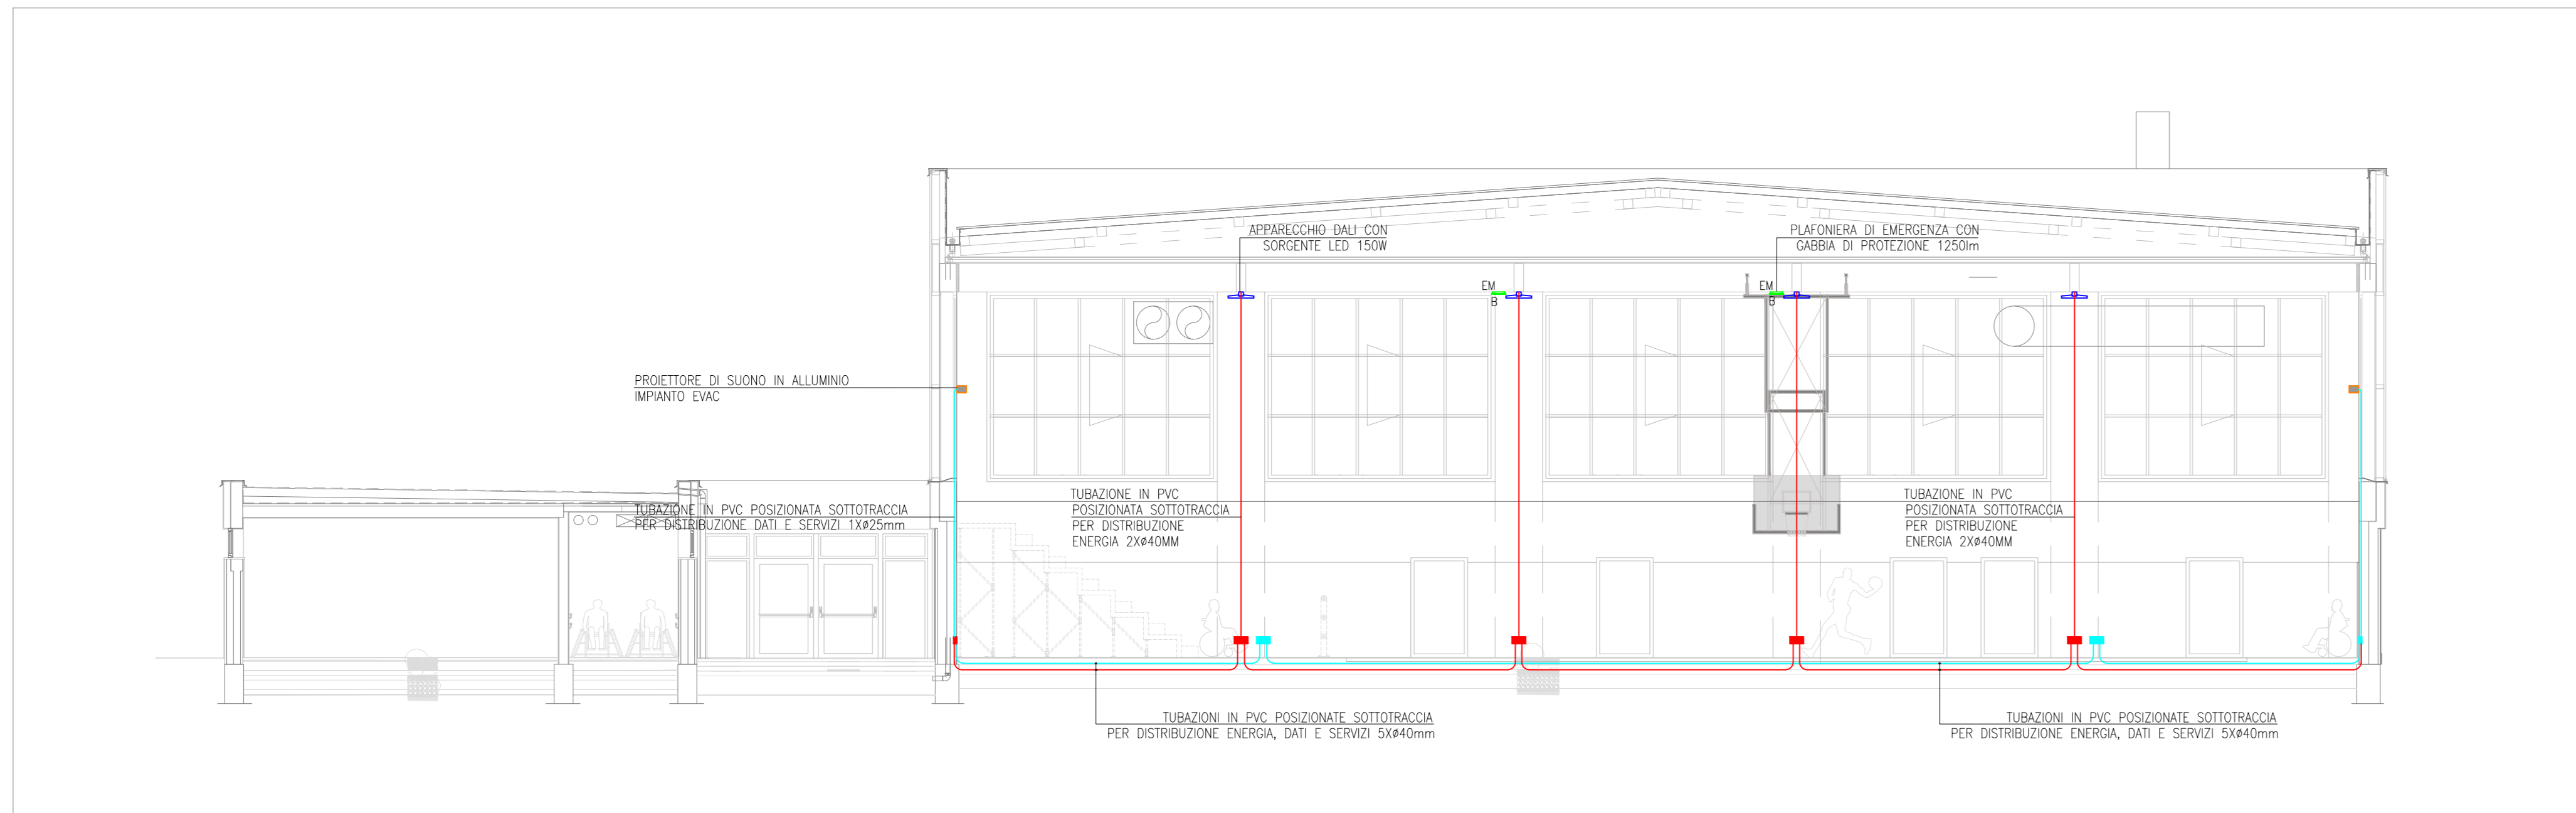 APPARECCHIO DALI CON
SORGENTE LED 150W
PLAFONIERA DI EMERGENZA CON
GABBIA DI PROTEZIONE 1250lm
EM
B
EM
B
PROIETTORE DI SUONO IN ALLUMINIO
IMPIANTO EVAC
TUBAZIONE IN PVC POSIZIONATA SOTTOTRACCIA
PER DISTRIBUZIONE DATI E SERVIZI 1XØ25mm
TUBAZIONE IN PVC
POSIZIONATA SOTTOTRACCIA
PER DISTRIBUZIONE
ENERGIA 2XØ40MM
TUBAZIONE IN PVC
POSIZIONATA SOTTOTRACCIA
PER DISTRIBUZIONE
ENERGIA 2XØ40MM
TUBAZIONI IN PVC POSIZIONATE SOTTOTRACCIA
PER DISTRIBUZIONE ENERGIA, DATI E SERVIZI 5XØ40mm
TUBAZIONI IN PVC POSIZIONATE SOTTOTRACCIA
PER DISTRIBUZIONE ENERGIA, DATI E SERVIZI 5XØ40mm